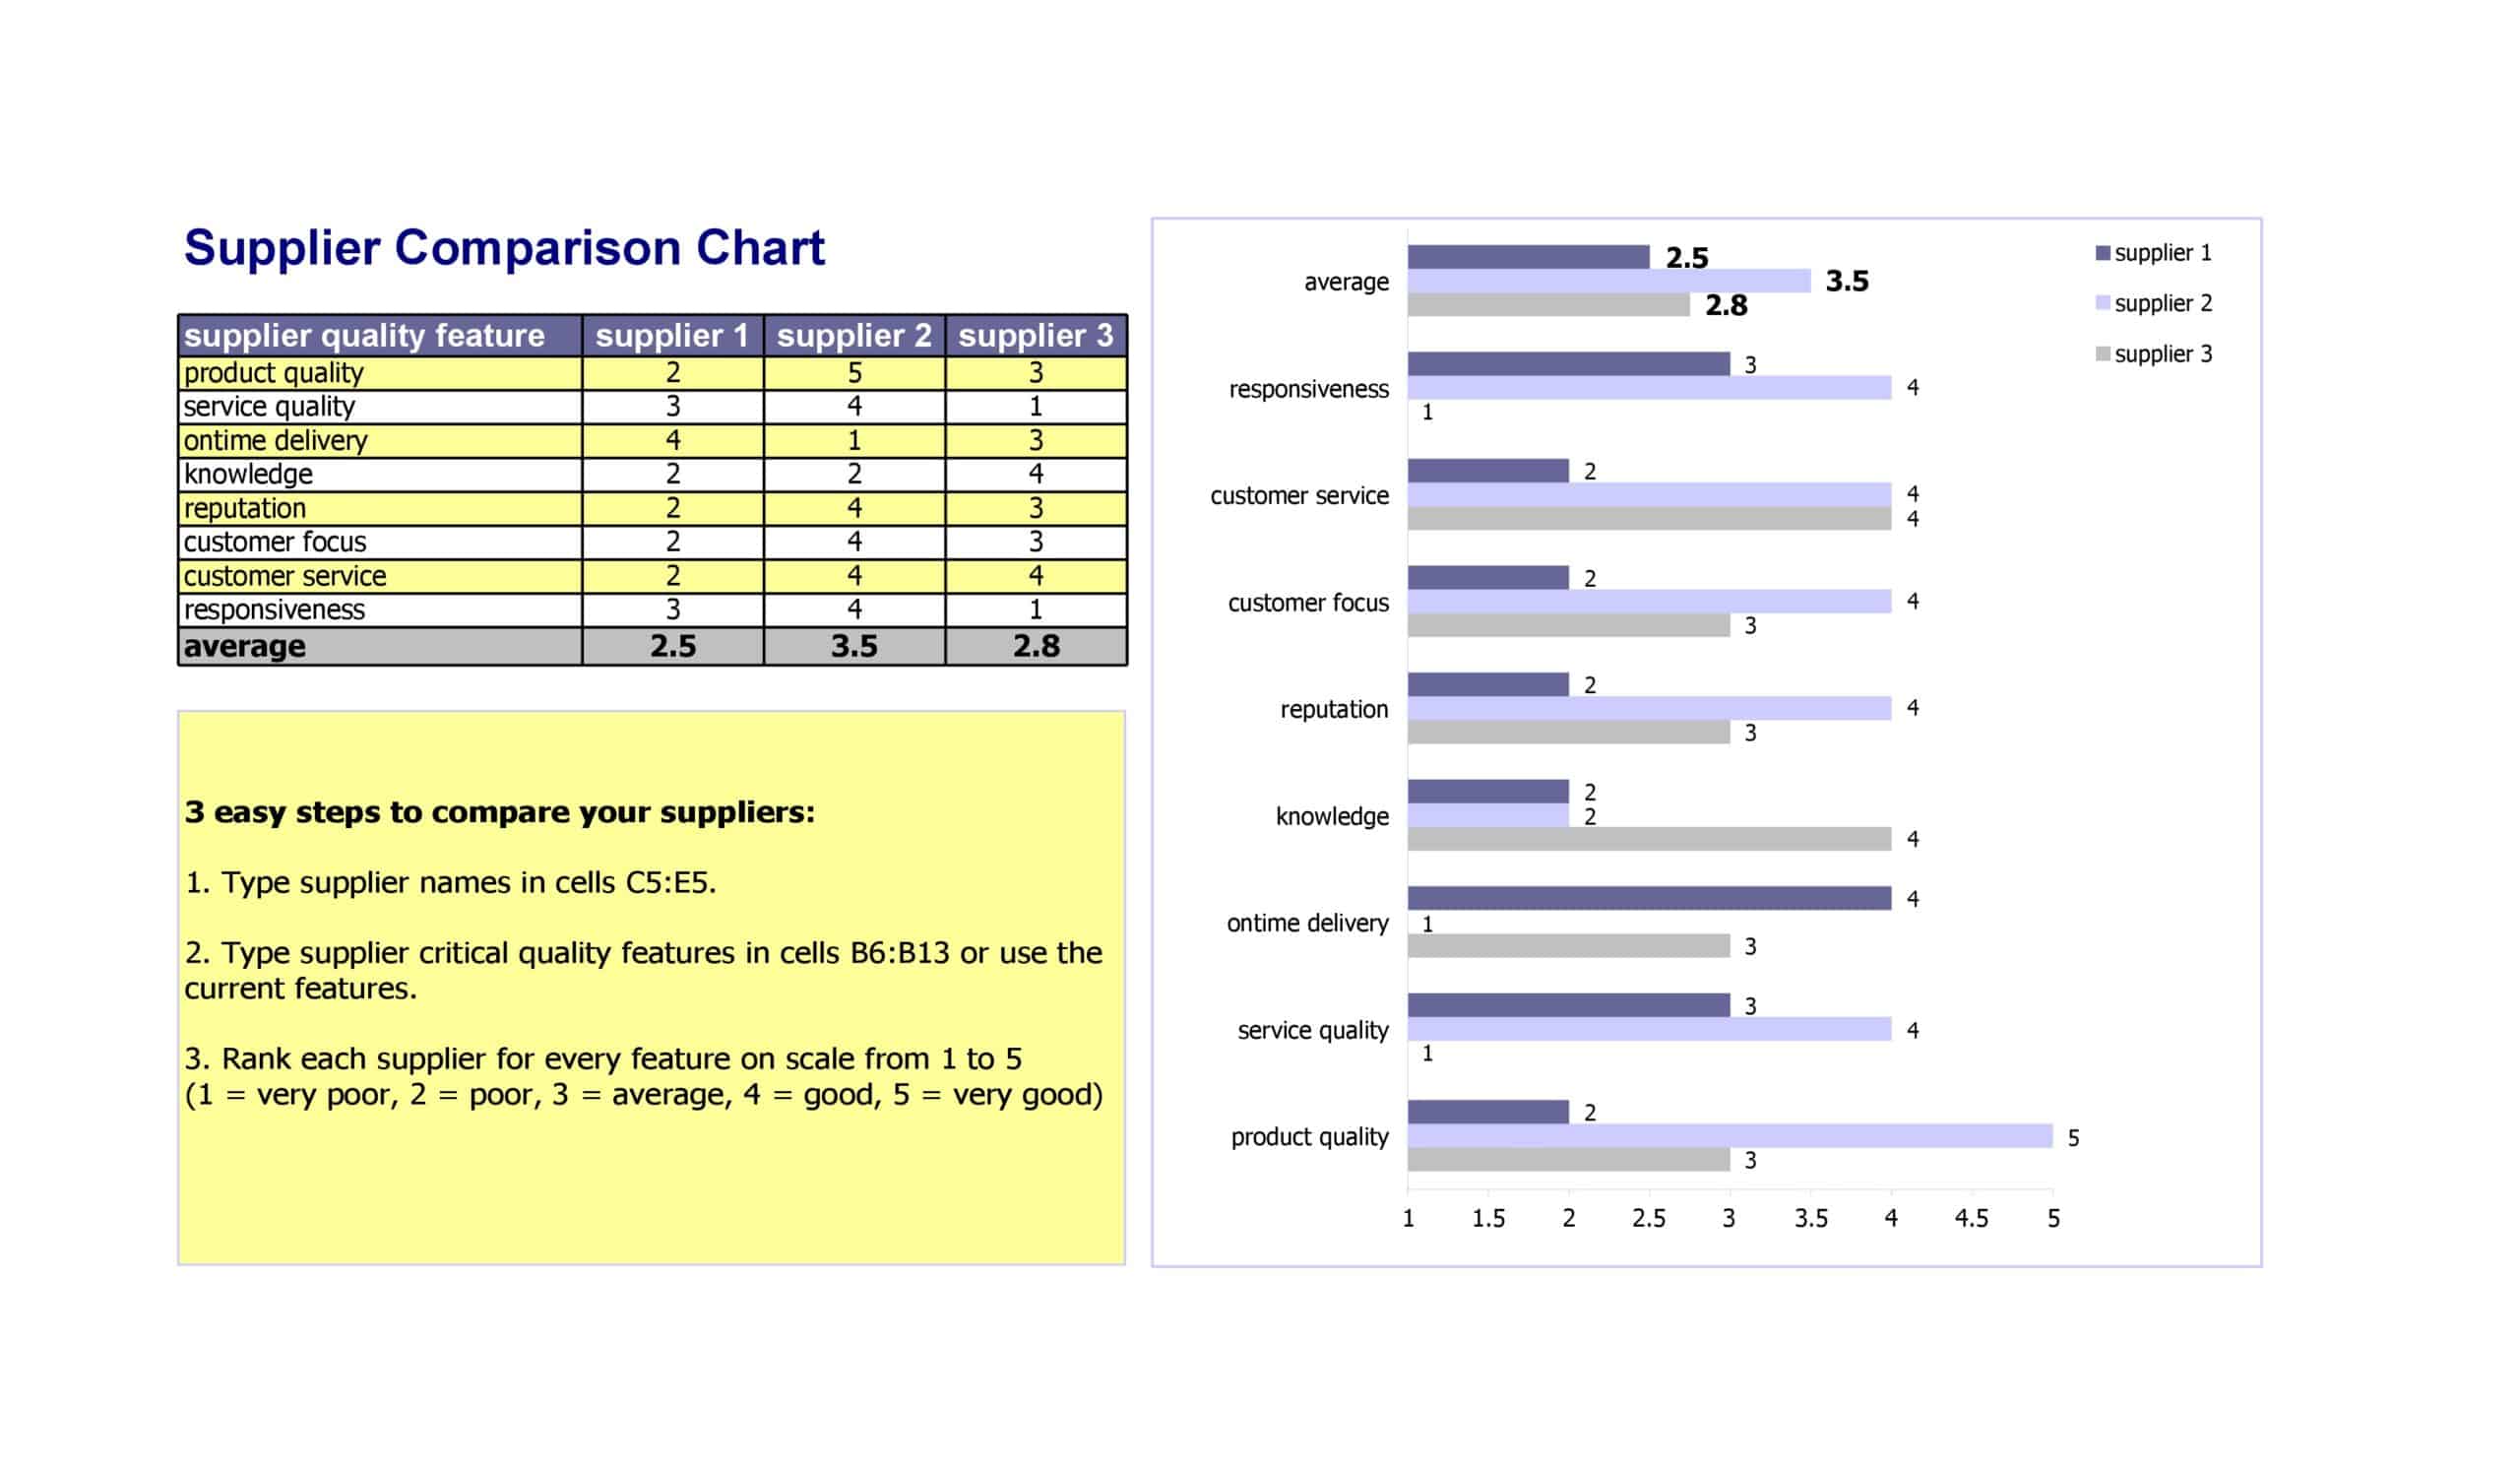 Supplier Comparison Chart
supplier quality feature supplier 1 supplier 2 supplier 3
product quality 2 5 3
service quality 3 4 1
ontime delivery 4 1 3
knowledge 2 2 4
reputation 2 4 3
customer focus 2 4 3
customer service 2 4 4
responsiveness 3 4 1
average 2.5 3.5 2.8
3 easy steps to compare your suppliers:
1. Type supplier names in cells C5:E5.
2. Type supplier critical quality features in cells B6:B13 or use the
current features.
3. Rank each supplier for every feature on scale from 1 to 5
(1 = very poor, 2 = poor, 3 = average, 4 = good, 5 = very good)
supplier 1
supplier 2
supplier 3
average
2.5
3.5
2.8
responsiveness
3
4
1
customer service
2
4
4
customer focus
2
4
3
reputation
2
4
3
knowledge
2
2
4
ontime delivery
4
1
3
service quality
3
4
1
product quality
2
5
3
1 1.5 2 2.5 3 3.5 4 4.5 5